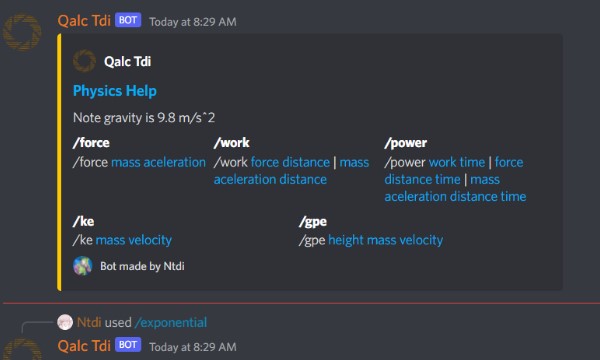 Qalc Tdi BOT Today at 8:29 AM
Qalc Tdi
Physics Help
Note gravity is 9.8 m/s^2
/force /work /power
/force mass aceleration /work force distance | mass /power work time | force
aceleration distance distance time | mass
aceleration distance time
/ke /gpe
/ke mass velocity /gpe height mass velocity
Bot made by Ntdi
Ntdi used /exponential
Qalc Tdi BOT Today at 8:29 AM